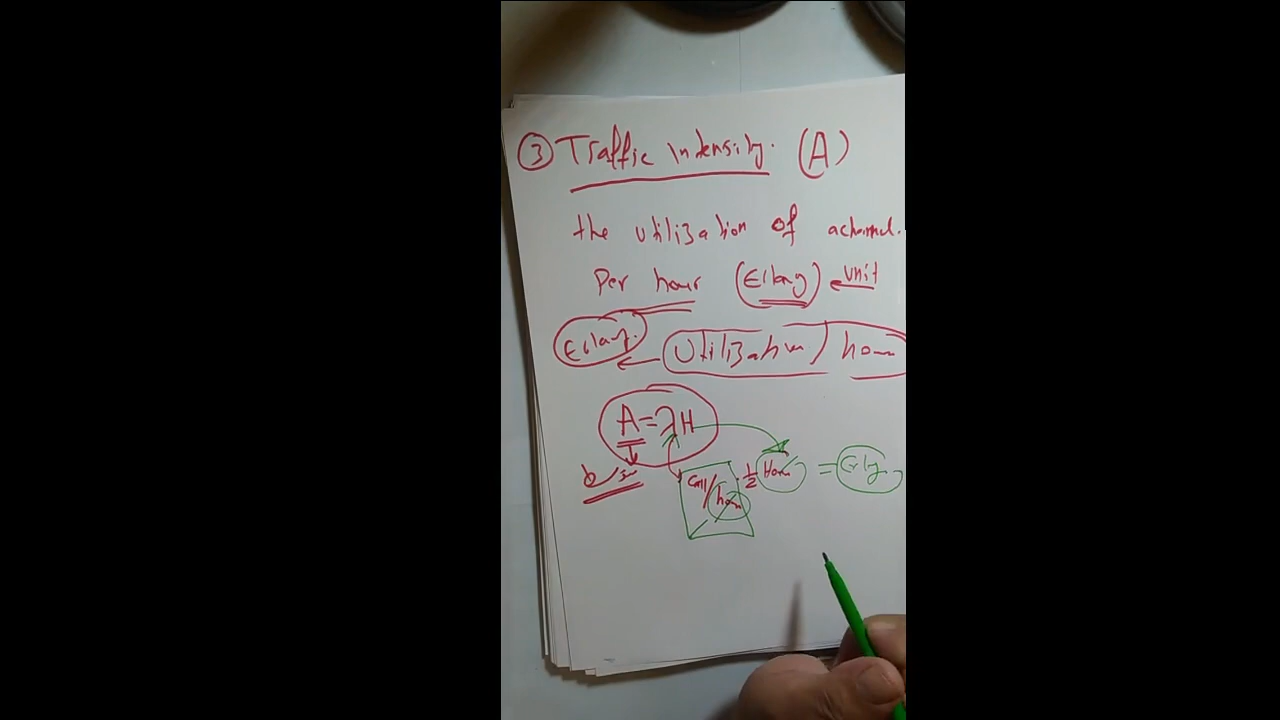 ③ Traffic Intensity. (A)
the utilization of a channel.
Per hour (Erlang) ← unit
Erlang. ← Utilization / hour
A = λH
Call/hour · 1/2 Hour = Erlg